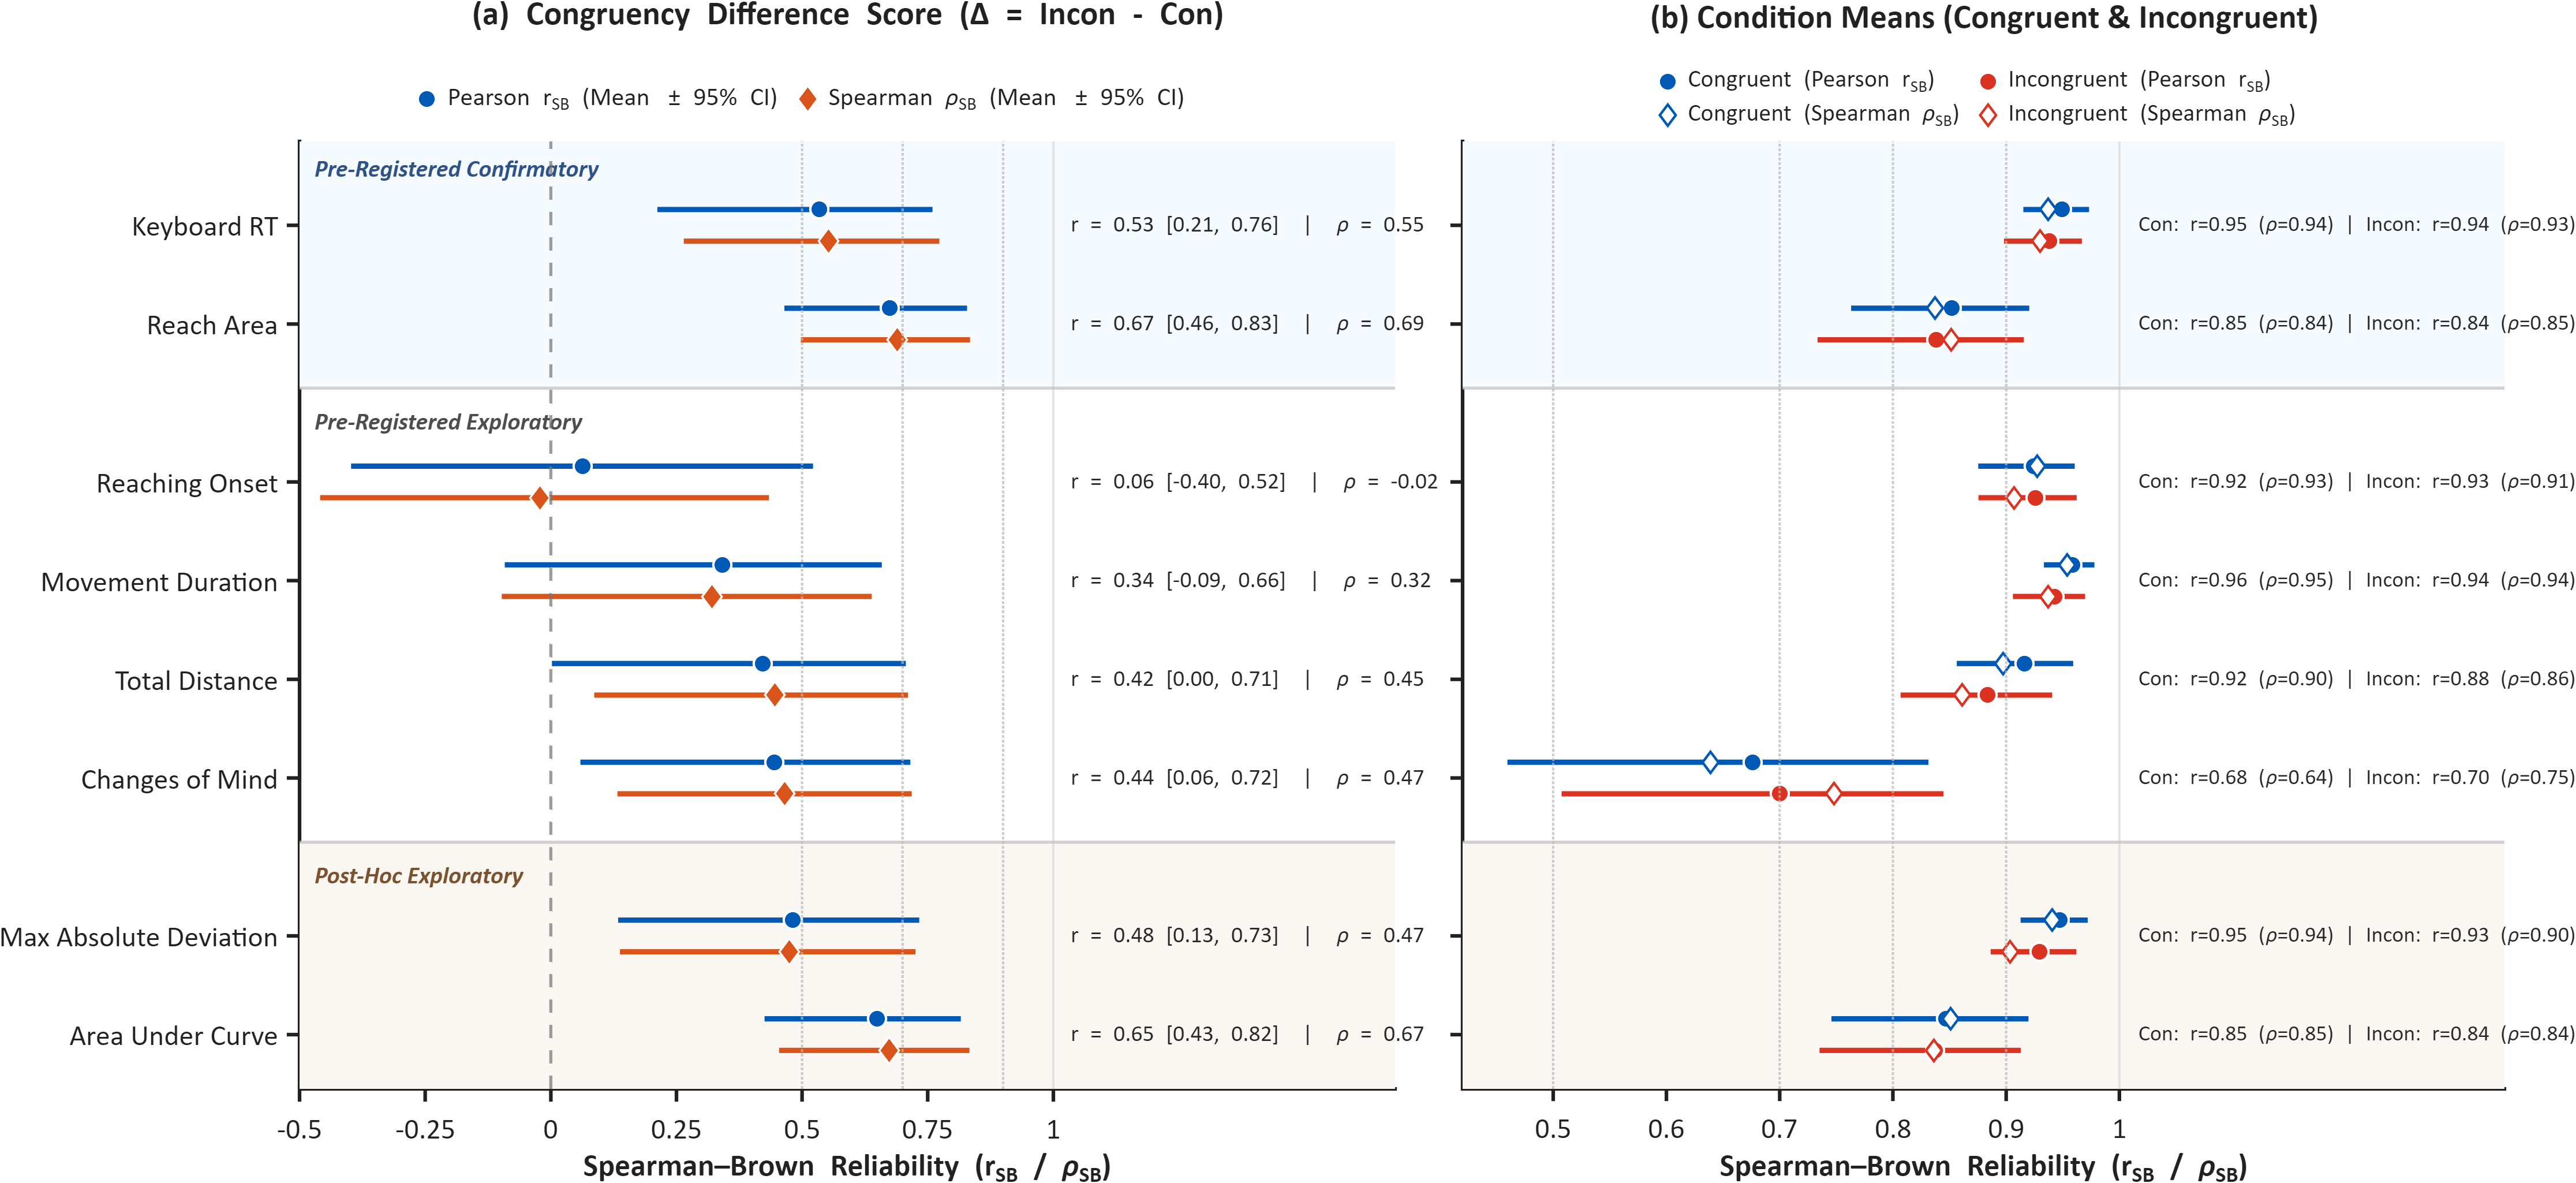 (a) Congruency Difference Score (Δ = Incon - Con)
Pearson rSB (Mean ± 95% CI) Spearman ρSB (Mean ± 95% CI)
Pre-Registered Confirmatory
Keyboard RT
r = 0.53 [0.21, 0.76] | ρ = 0.55
Reach Area
r = 0.67 [0.46, 0.83] | ρ = 0.69
Pre-Registered Exploratory
Reaching Onset
r = 0.06 [-0.40, 0.52] | ρ = -0.02
Movement Duration
r = 0.34 [-0.09, 0.66] | ρ = 0.32
Total Distance
r = 0.42 [0.00, 0.71] | ρ = 0.45
Changes of Mind
r = 0.44 [0.06, 0.72] | ρ = 0.47
Post-Hoc Exploratory
Max Absolute Deviation
r = 0.48 [0.13, 0.73] | ρ = 0.47
Area Under Curve
r = 0.65 [0.43, 0.82] | ρ = 0.67
-0.5 -0.25 0 0.25 0.5 0.75 1
Spearman–Brown Reliability (rSB / ρSB)
(b) Condition Means (Congruent & Incongruent)
Congruent (Pearson rSB) Incongruent (Pearson rSB)
Congruent (Spearman ρSB) Incongruent (Spearman ρSB)
Con: r=0.95 (ρ=0.94) | Incon: r=0.94 (ρ=0.93)
Con: r=0.85 (ρ=0.84) | Incon: r=0.84 (ρ=0.85)
Con: r=0.92 (ρ=0.93) | Incon: r=0.93 (ρ=0.91)
Con: r=0.96 (ρ=0.95) | Incon: r=0.94 (ρ=0.94)
Con: r=0.92 (ρ=0.90) | Incon: r=0.88 (ρ=0.86)
Con: r=0.68 (ρ=0.64) | Incon: r=0.70 (ρ=0.75)
Con: r=0.95 (ρ=0.94) | Incon: r=0.93 (ρ=0.90)
Con: r=0.85 (ρ=0.85) | Incon: r=0.84 (ρ=0.84)
0.5 0.6 0.7 0.8 0.9 1
Spearman–Brown Reliability (rSB / ρSB)